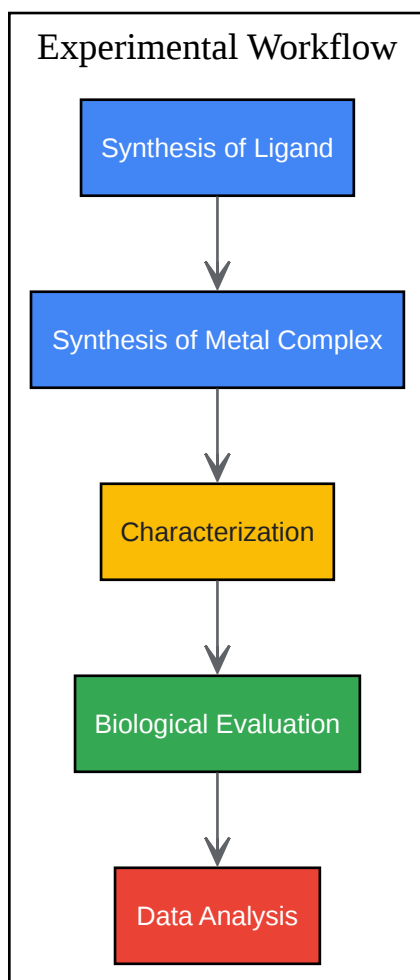 Experimental Workflow
Synthesis of Ligand
Synthesis of Metal Complex
Characterization
Biological Evaluation
Data Analysis